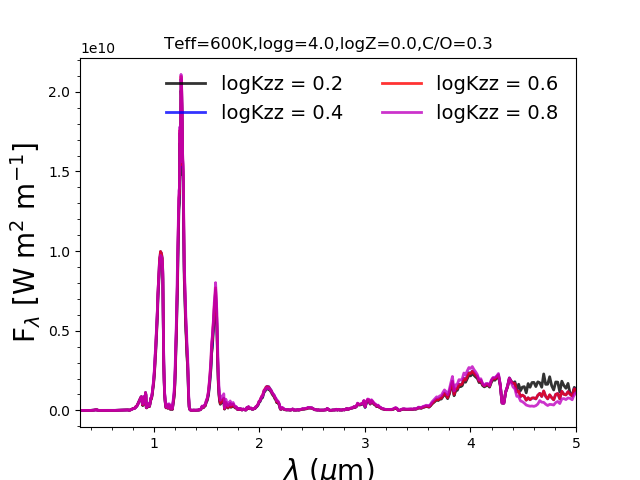 Teff=600K,logg=4.0,logZ=0.0,C/O=0.3
1e10
logKzz = 0.2
logKzz = 0.4
logKzz = 0.6
logKzz = 0.8
2.0
1.5
1.0
0.5
0.0
F_λ [W m² m⁻¹]
1 2 3 4 5
λ (μm)